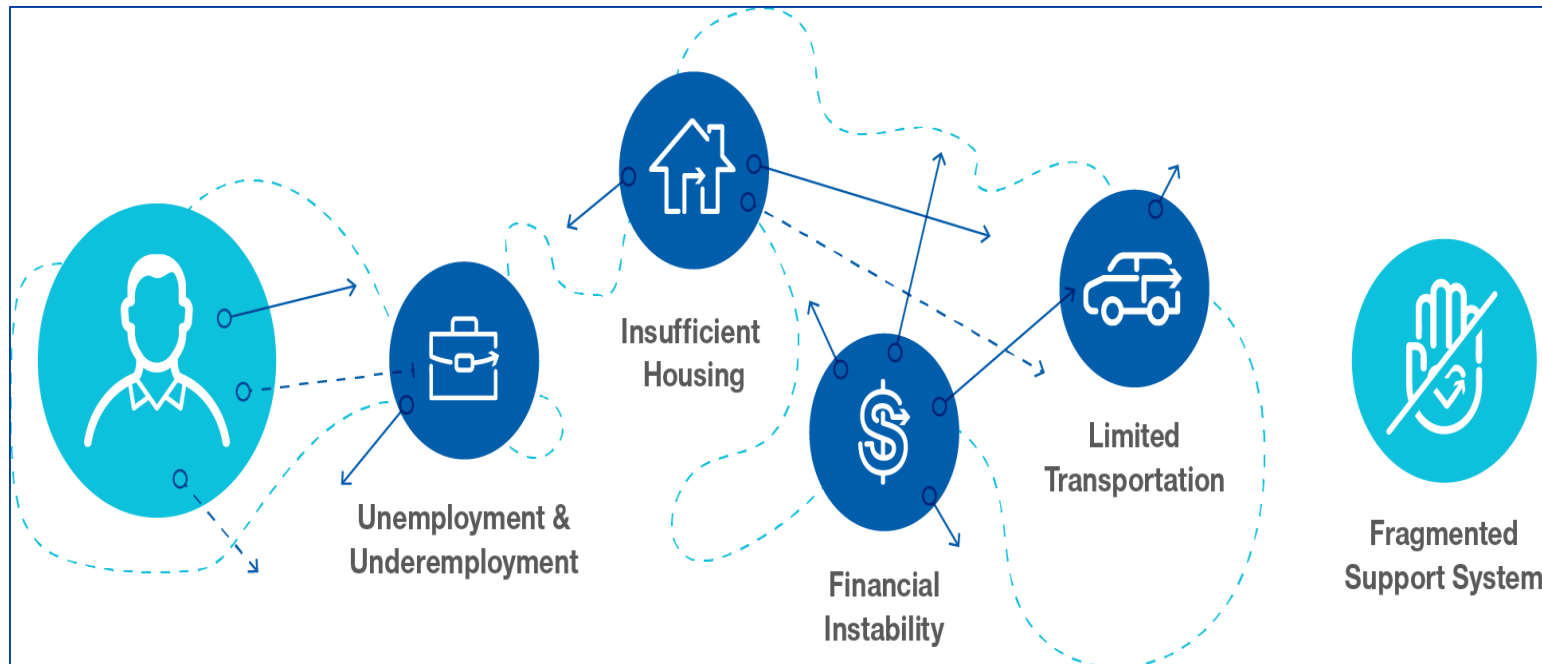 Insufficient
Housing
Unemployment &
Underemployment
Limited
Transportation
Financial
Instability
Fragmented
Support System